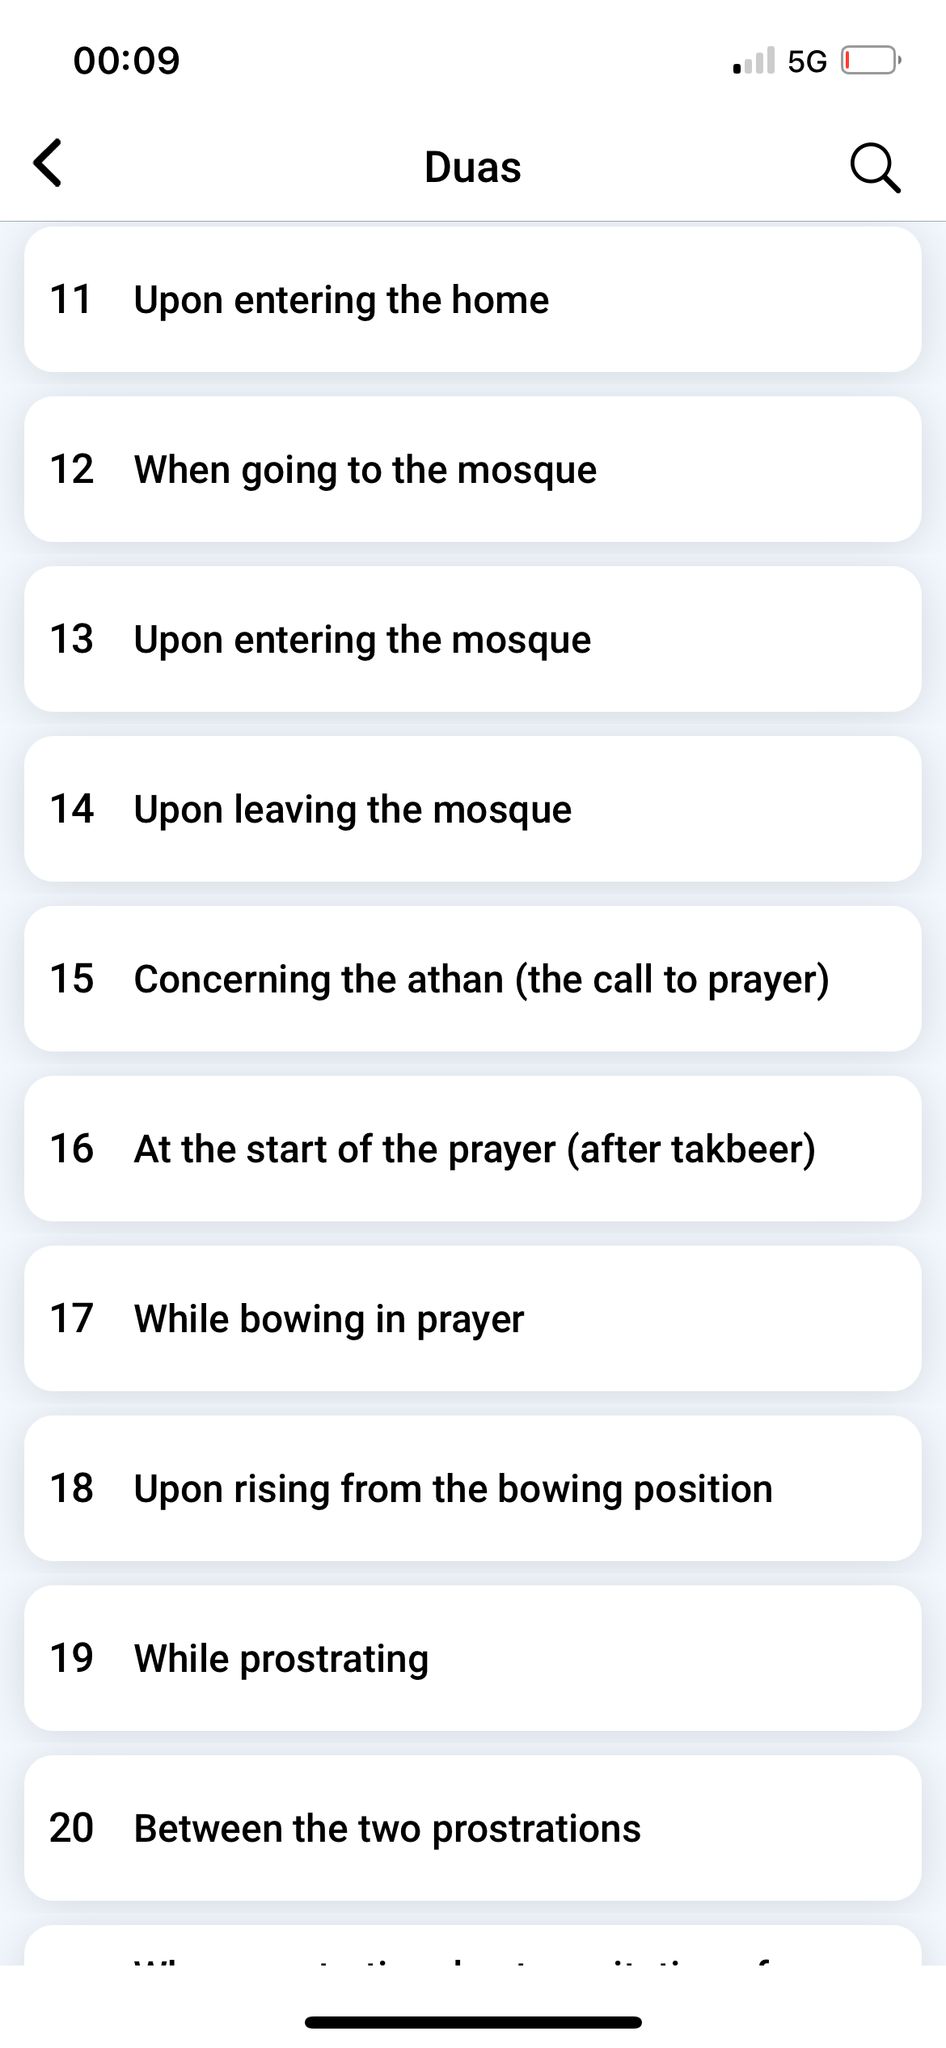 00:09
5G
Duas
11 Upon entering the home
12 When going to the mosque
13 Upon entering the mosque
14 Upon leaving the mosque
15 Concerning the athan (the call to prayer)
16 At the start of the prayer (after takbeer)
17 While bowing in prayer
18 Upon rising from the bowing position
19 While prostrating
20 Between the two prostrations